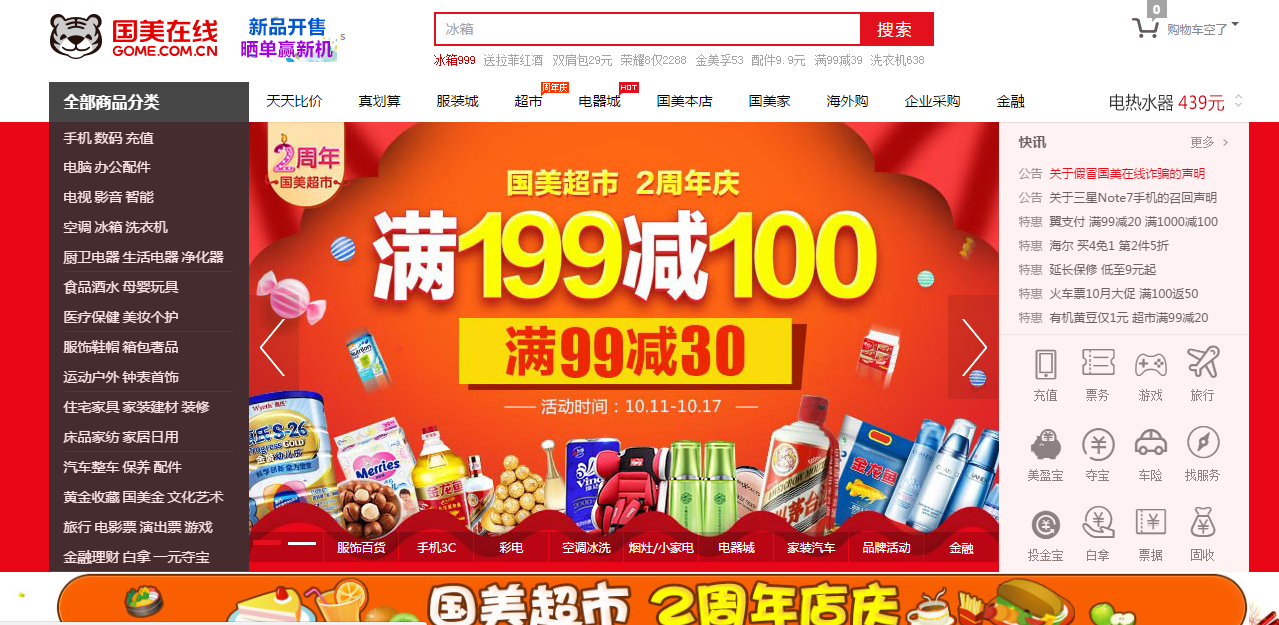 国美在线
GOME.COM.CN
新品开售
晒单赢新机
s
冰箱
搜索
0
购物车空了
冰箱999 送拉菲红酒 双眉包29元 荣耀8仅2288 金美孚53 配件9.9元 满99减39 洗衣机638
全部商品分类
天天比价 真划算 服装城 超市 周年庆 电器城 HOT 国美本店 国美家 海外购 企业采购 金融
电热水器 439元
手机 数码 充值
电脑 办公配件
电视 影音 智能
空调 冰箱 洗衣机
厨卫电器 生活电器 净化器
食品酒水 母婴玩具
医疗保健 美妆个护
服饰鞋帽 箱包奢品
运动户外 钟表首饰
住宅家具 家装建材 装修
床品家纺 家居日用
汽车整车 保养 配件
黄金收藏 国美金 文化艺术
旅行 电影票 演出票 游戏
金融理财 白拿 一元夺宝
2周年
国美超市
国美超市 2周年庆
满199减100
满99减30
活动时间：10.11-10.17
Wyeth
S-26
Progress
GOLD
Merries
金龙鱼
金龙鱼
贵州茅台酒
服饰百货 手机3C 彩电 空调冰洗 烟灶/小家电 电器城 家装汽车 品牌活动 金融
快讯 更多 >
公告 关于假冒国美在线诈骗的声明
公告 关于三星Note7手机的召回声明
特惠 翼支付 满99减20 满1000减100
特惠 海尔 买4免1 第2件5折
特惠 延长保修 低至9元起
特惠 火车票10月大促 满100返50
特惠 有机黄豆仅1元 超市满99减20
充值 票务 游戏 旅行
美盈宝 夺宝 车险 找服务
投金宝 白拿 票据 固收
国美超市 2周年店庆